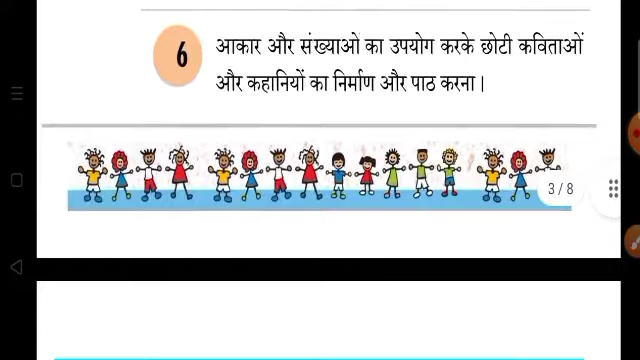 6
आकार और संख्याओ का उपयोग करके छोटी कविताओं
और कहानियों का निर्माण और पाठ करना।
3 / 8